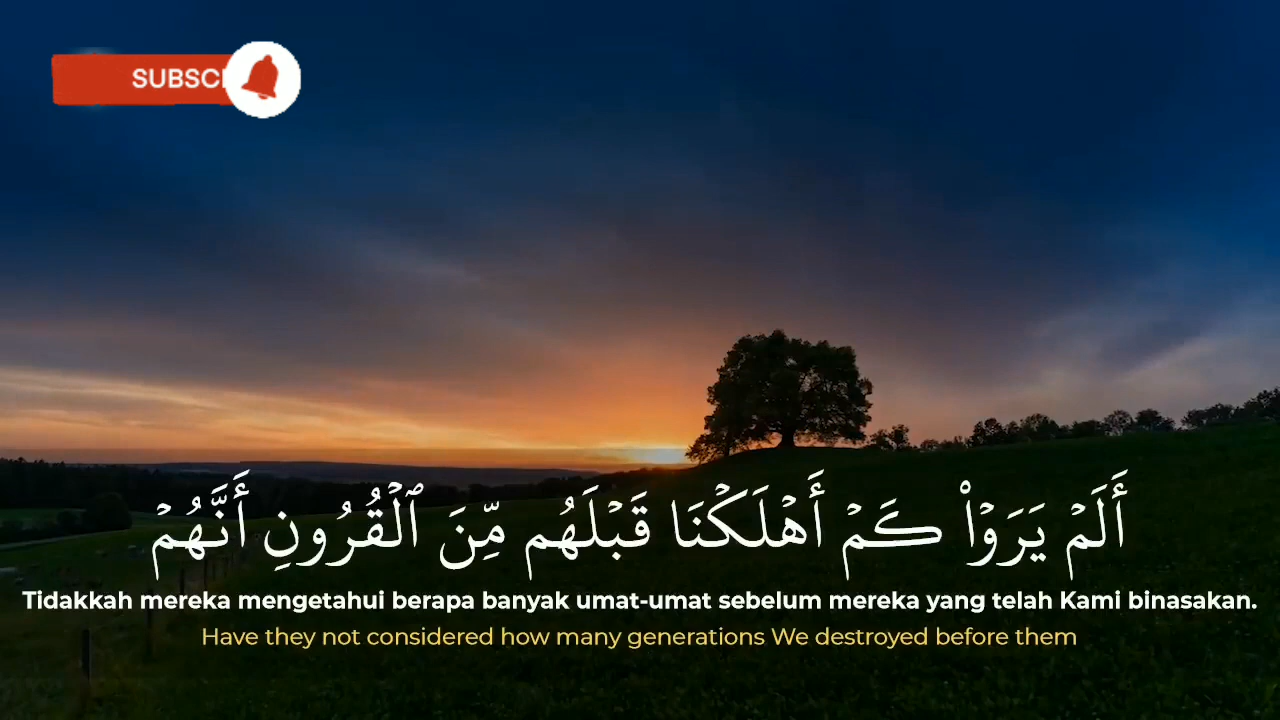 SUBSC
أَلَمۡ يَرَوۡاْ كَمۡ أَهۡلَكۡنَا قَبۡلَهُم مِّنَ ٱلۡقُرُونِ أَنَّهُمۡ
Tidakkah mereka mengetahui berapa banyak umat-umat sebelum mereka yang telah Kami binasakan.
Have they not considered how many generations We destroyed before them